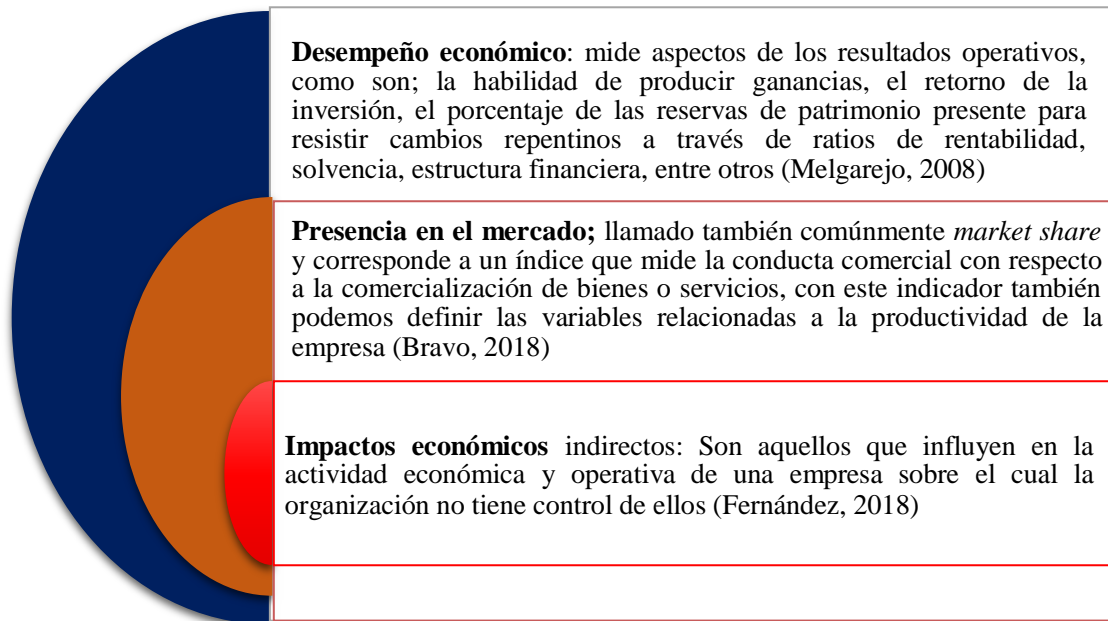 Desempeño económico: mide aspectos de los resultados operativos,
como son; la habilidad de producir ganancias, el retorno de la
inversión, el porcentaje de las reservas de patrimonio presente para
resistir cambios repentinos a través de ratios de rentabilidad,
solvencia, estructura financiera, entre otros (Melgarejo, 2008)
Presencia en el mercado; llamado también comúnmente market share
y corresponde a un índice que mide la conducta comercial con respecto
a la comercialización de bienes o servicios, con este indicador también
podemos definir las variables relacionadas a la productividad de la
empresa (Bravo, 2018)
Impactos económicos indirectos: Son aquellos que influyen en la
actividad económica y operativa de una empresa sobre el cual la
organización no tiene control de ellos (Fernández, 2018)